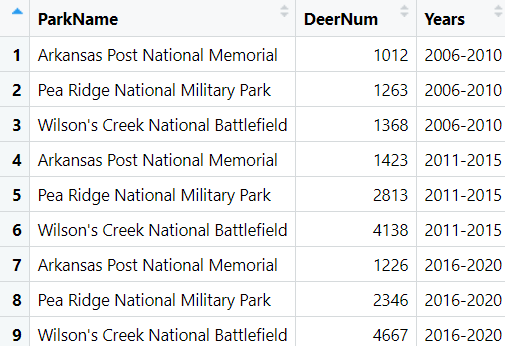 ParkName DeerNum Years
1 Arkansas Post National Memorial 1012 2006-2010
2 Pea Ridge National Military Park 1263 2006-2010
3 Wilson's Creek National Battlefield 1368 2006-2010
4 Arkansas Post National Memorial 1423 2011-2015
5 Pea Ridge National Military Park 2813 2011-2015
6 Wilson's Creek National Battlefield 4138 2011-2015
7 Arkansas Post National Memorial 1226 2016-2020
8 Pea Ridge National Military Park 2346 2016-2020
9 Wilson's Creek National Battlefield 4667 2016-2020